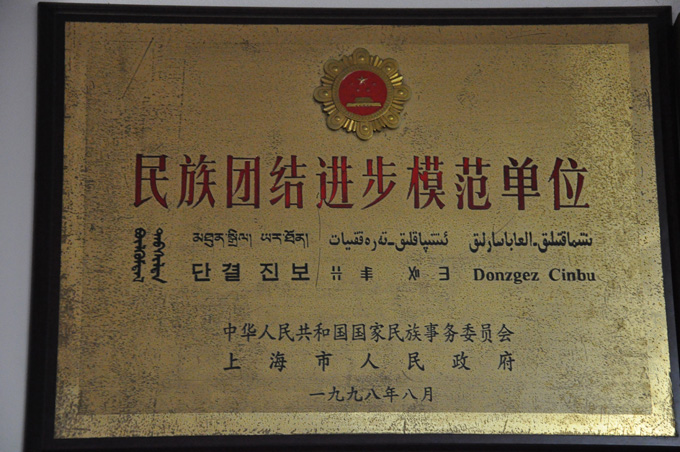 民族团结进步模范单位
མཐུན་སྒྲིལ། ཡར་ཐོན།
단결 진보
Donzgez Cinbu
中华人民共和国国家民族事务委员会
上海市人民政府
一九九八年八月